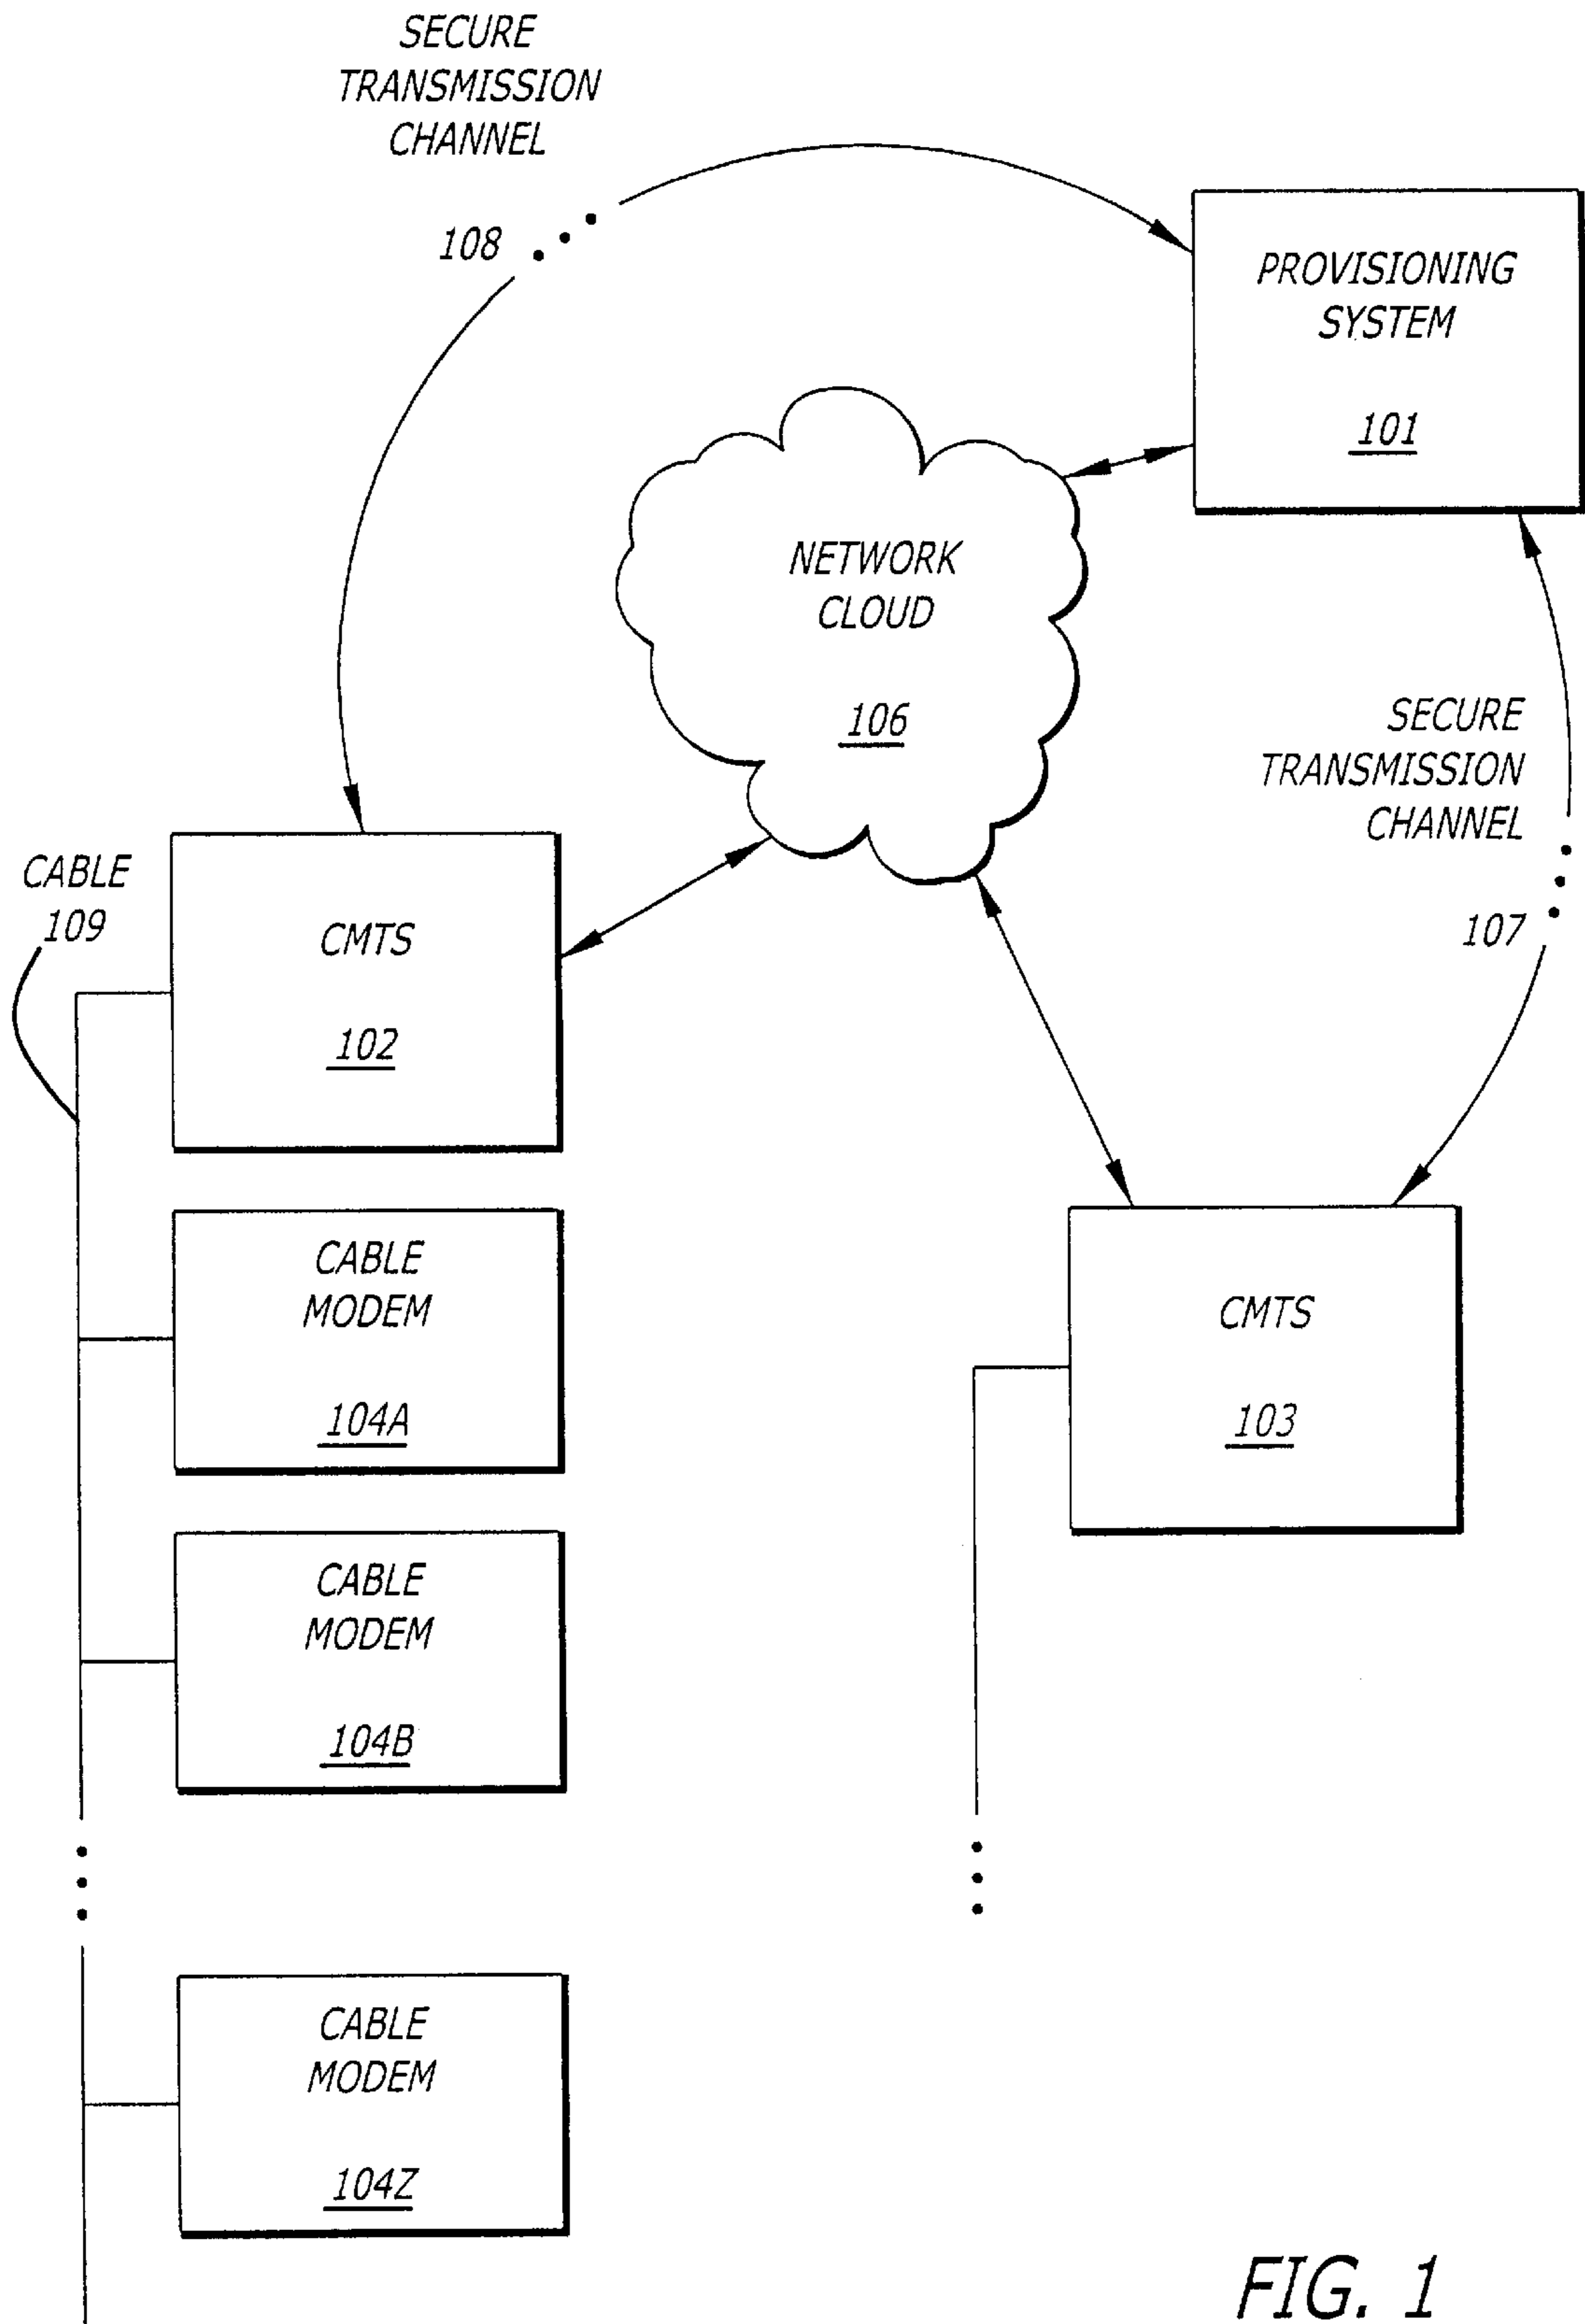 SECURE
TRANSMISSION
CHANNEL
108
PROVISIONING
SYSTEM
101
NETWORK
CLOUD
106
SECURE
TRANSMISSION
CHANNEL
107
CABLE
109
CMTS
102
CABLE
MODEM
104A
CMTS
103
CABLE
MODEM
104B
CABLE
MODEM
104Z
FIG. 1